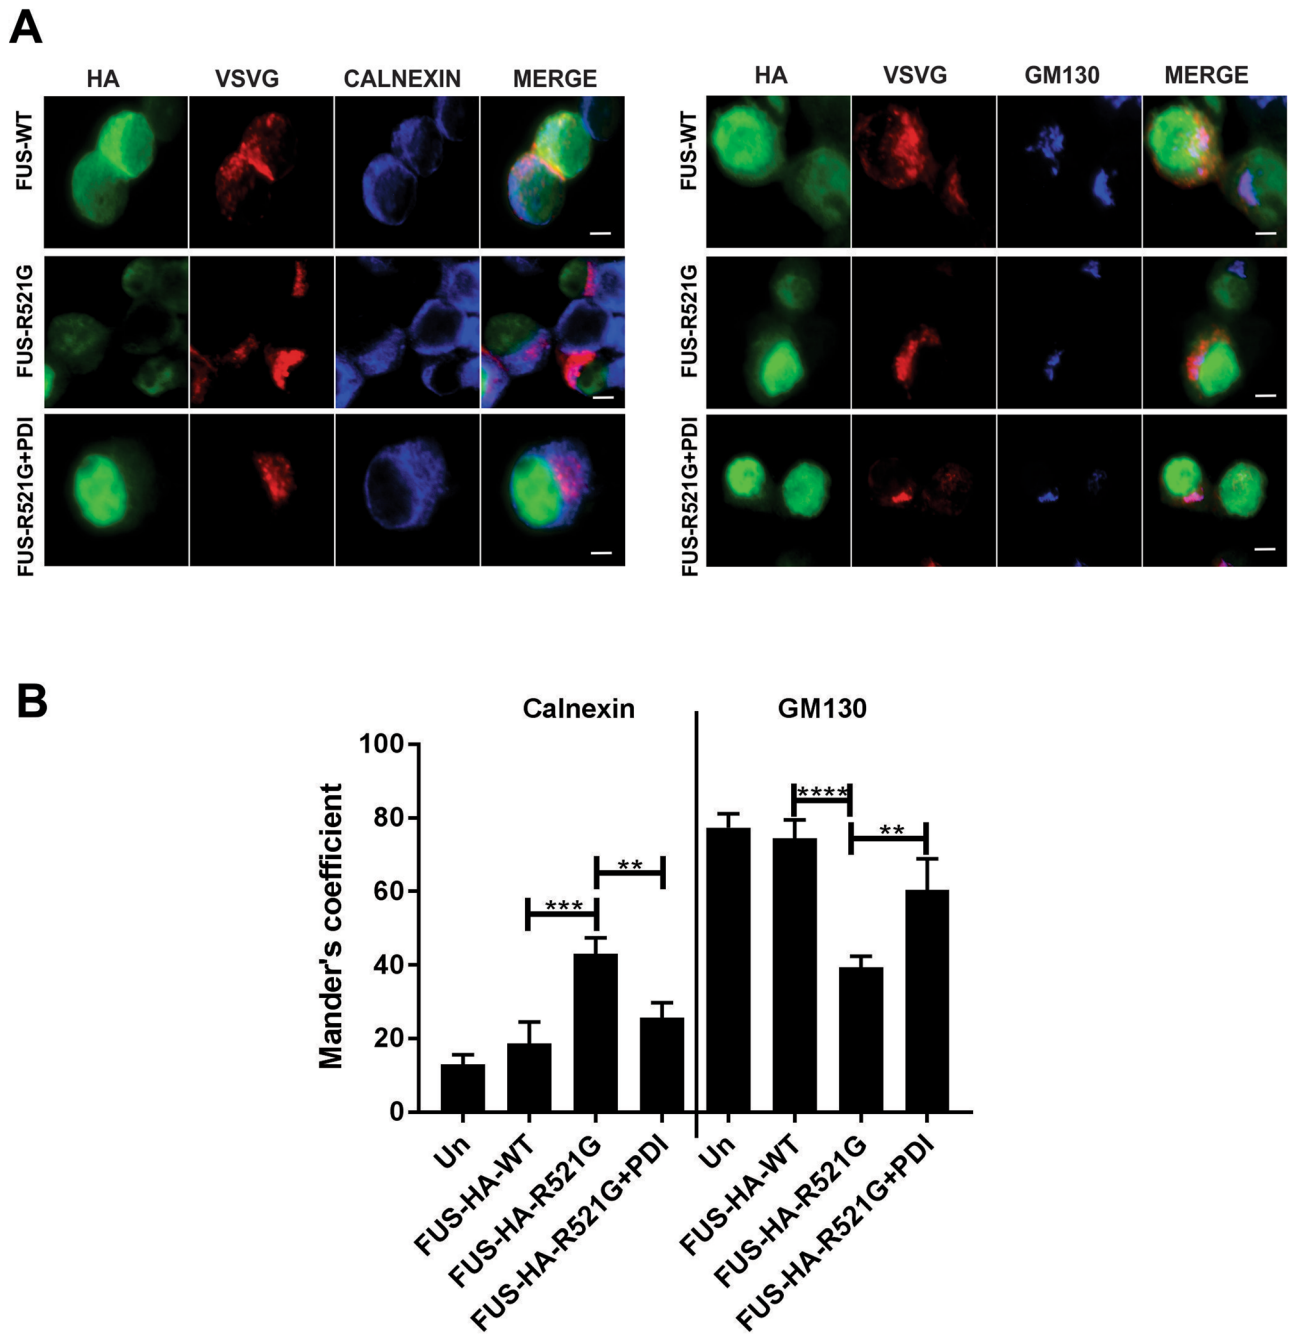 A
HA VSVG CALNEXIN MERGE
FUS-WT
FUS-R521G
FUS-R521G+PDI
HA VSVG GM130 MERGE
FUS-WT
FUS-R521G
FUS-R521G+PDI
B
Calnexin GM130
Mander's coefficient
100
80
60
40
20
0
*** ** **** **
Un
FUS-HA-WT
FUS-HA-R521G
FUS-HA-R521G+PDI
Un
FUS-HA-WT
FUS-HA-R521G
FUS-HA-R521G+PDI